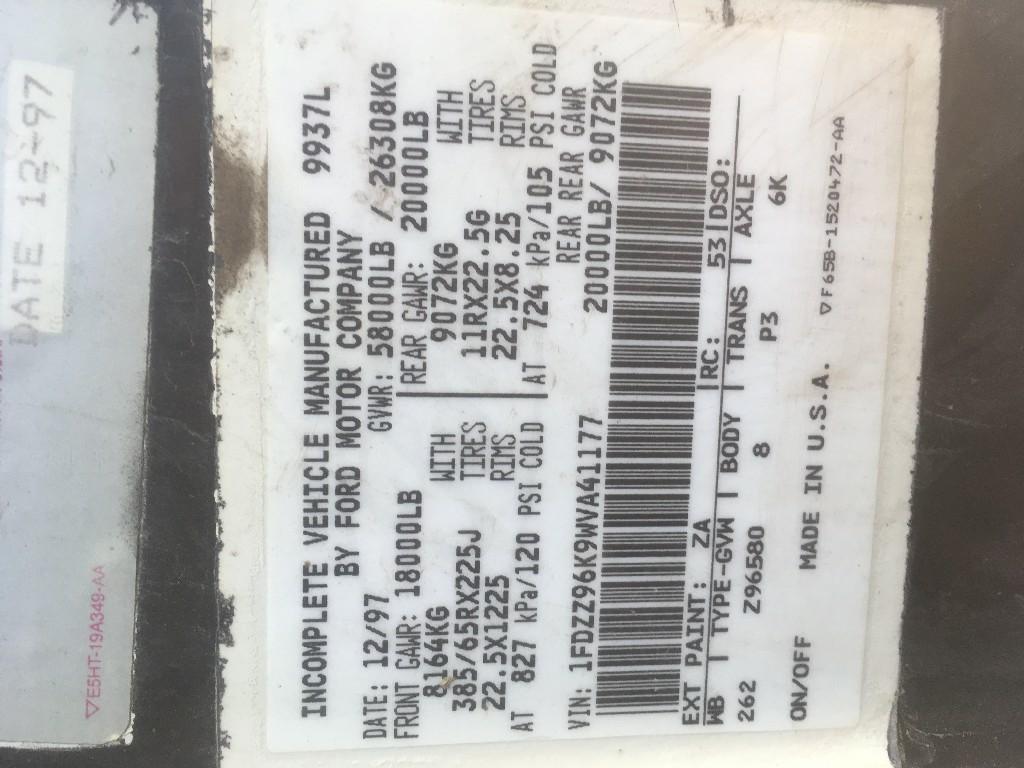 DATE 12-97
▽E5HT-19A349-AA
INCOMPLETE VEHICLE MANUFACTURED 9937L
BY FORD MOTOR COMPANY
DATE: 12/97 GVWR: 58000LB / 26308KG
FRONT GAWR: 18000LB REAR GAWR: 20000LB
8164KG WITH 9072KG WITH
385/65RX225J TIRES 11RX22.5G TIRES
22.5X1225 RIMS 22.5X8.25 RIMS
AT 827 kPa/120 PSI COLD AT 724 kPa/105 PSI COLD
REAR REAR GAWR
VIN: 1FDZZ96K9WVA41177 20000LB/ 9072KG
EXT PAINT: ZA RC: 53 DSO:
WB TYPE-GVW BODY TRANS AXLE
262 Z96580 8 P3 6K
ON/OFF MADE IN U.S.A. ▽F65B-1520472-AA